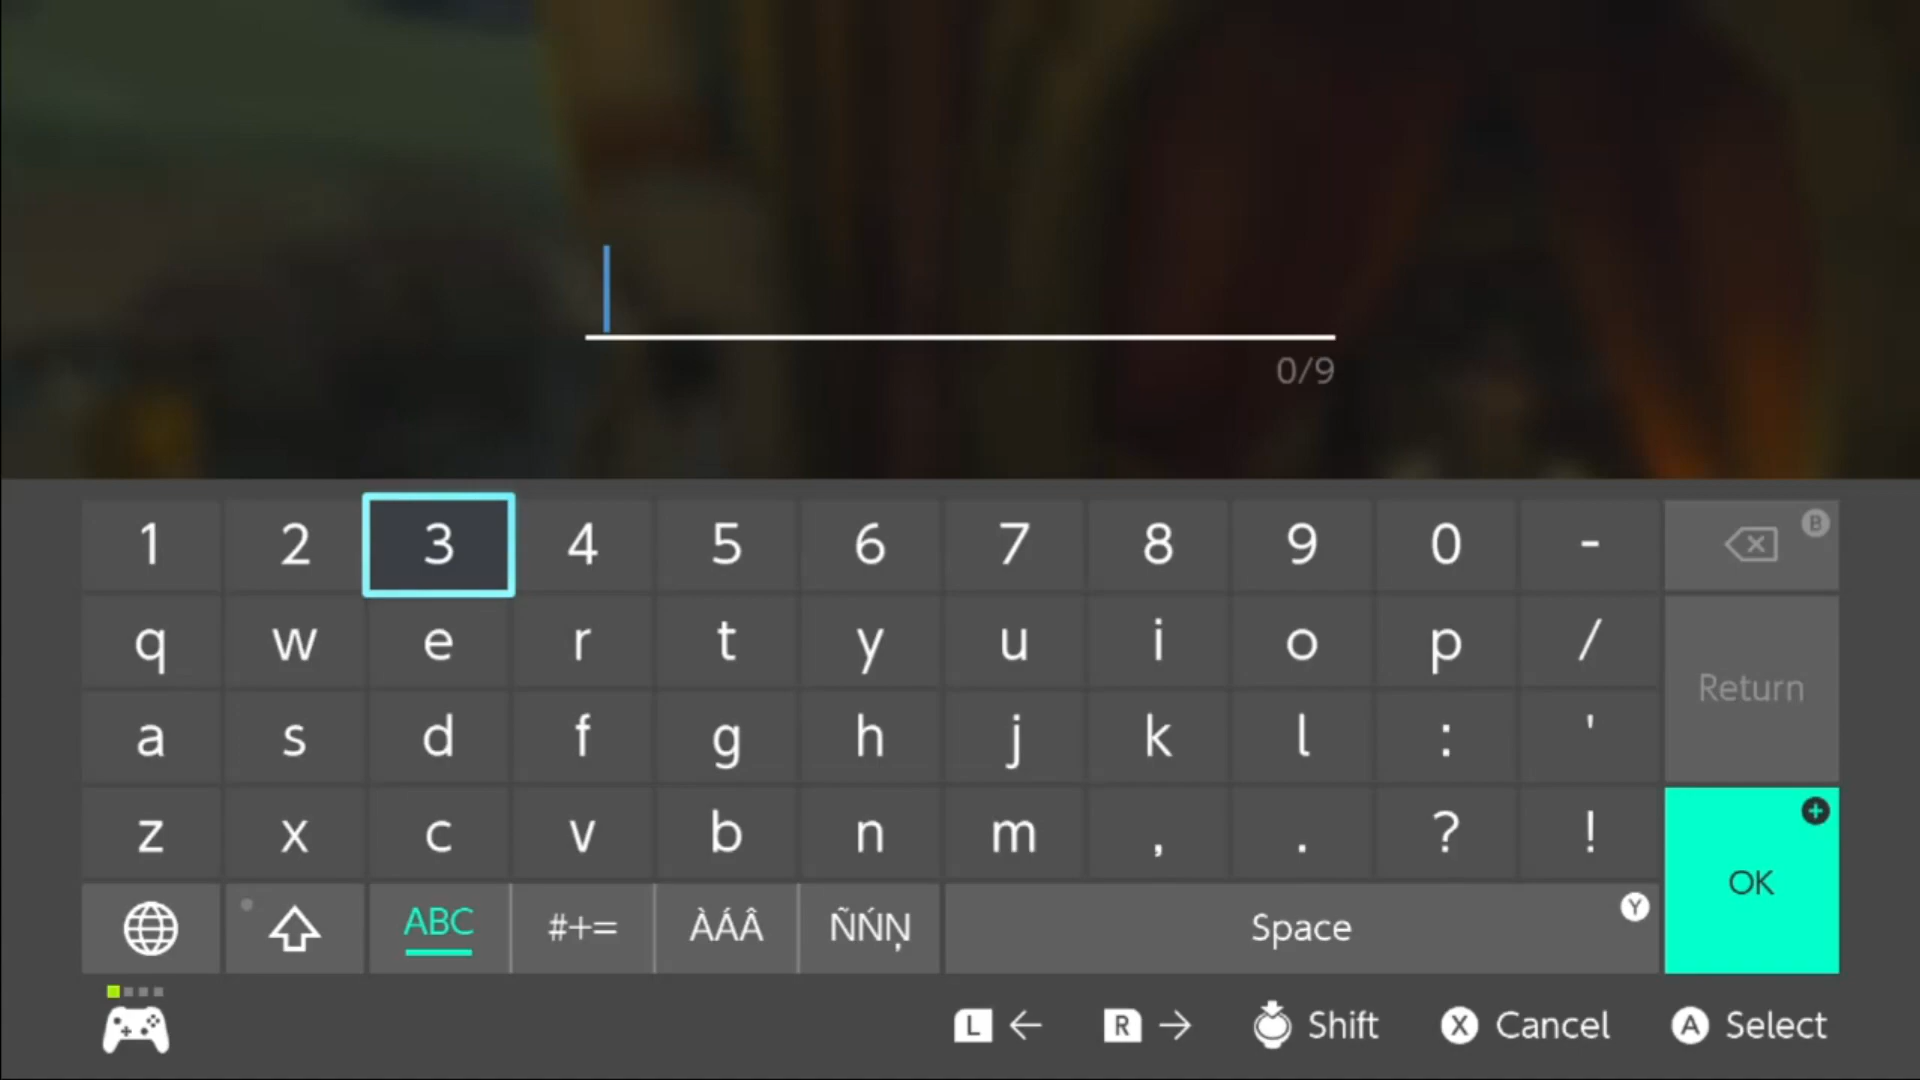 0/9
1 2 3 4 5 6 7 8 9 0 - B
q w e r t y u i o p /
Return
a s d f g h j k l : '
z x c v b n m , . ? ! +
OK
ABC #+= ÀÁÂ ÑŃŅ Space Y
L ← R → Shift X Cancel A Select